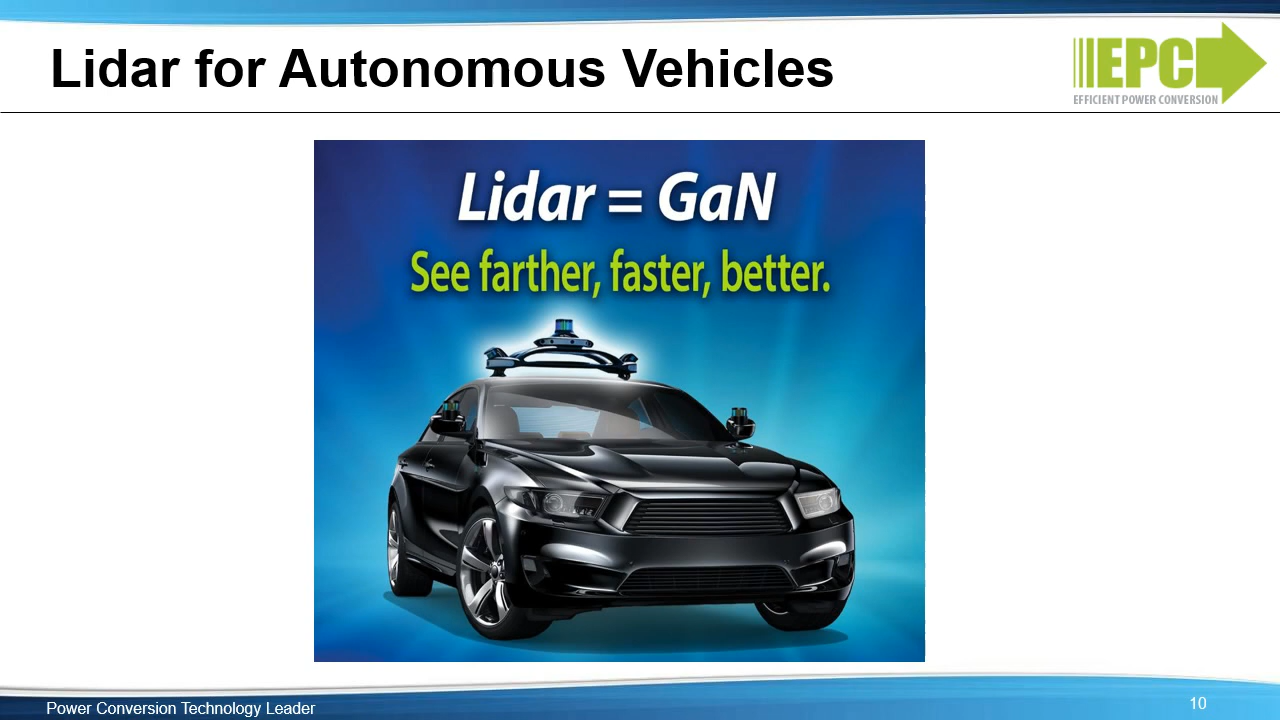 Lidar for Autonomous Vehicles
EPC
EFFICIENT POWER CONVERSION
Lidar = GaN
See farther, faster, better.
Power Conversion Technology Leader
10